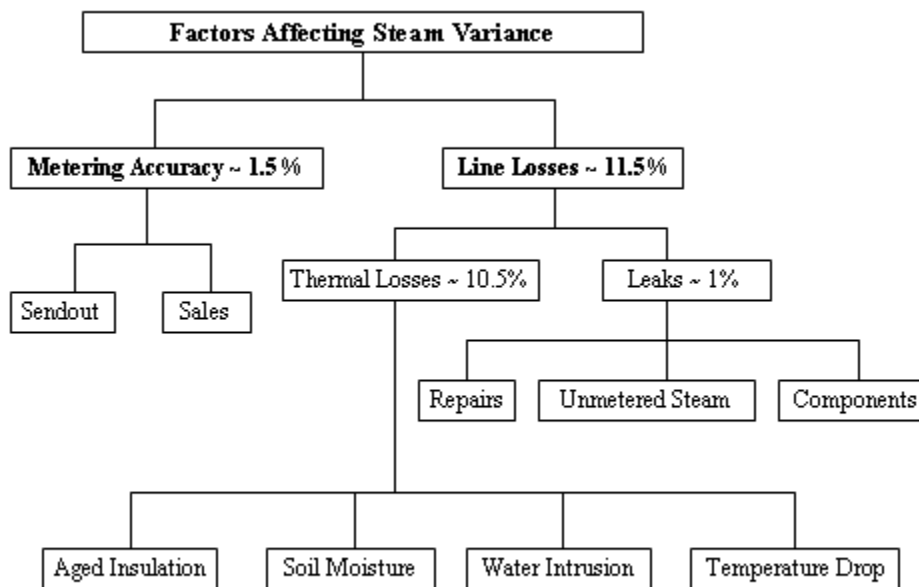 Factors Affecting Steam Variance
Metering Accuracy ~ 1.5%
Line Losses ~ 11.5%
Thermal Losses ~ 10.5%
Leaks ~ 1%
Sendout
Sales
Repairs
Unmetered Steam
Components
Aged Insulation
Soil Moisture
Water Intrusion
Temperature Drop